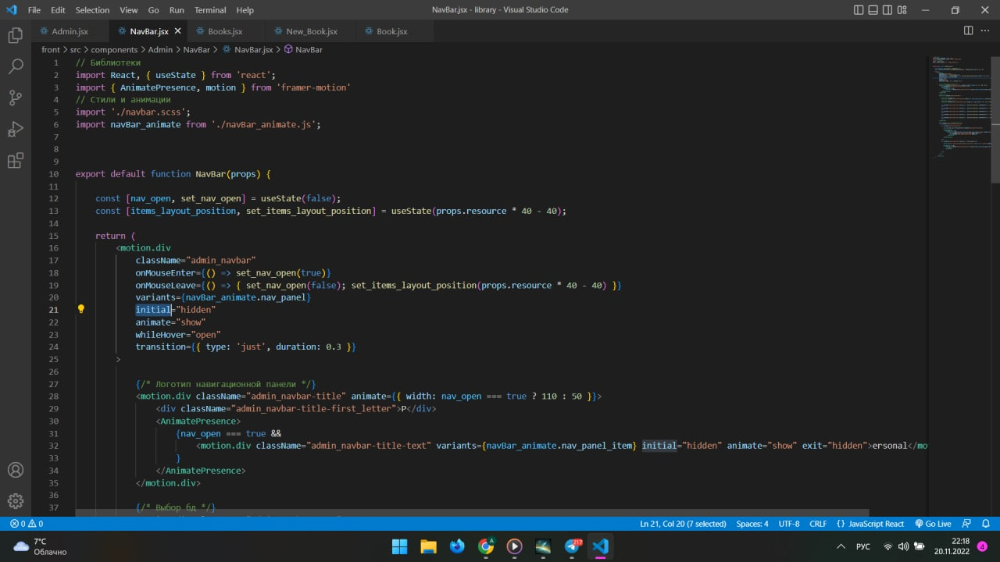 File Edit Selection View Go Run Terminal Help NavBar.jsx - library - Visual Studio Code
Admin.jsx NavBar.jsx Books.jsx New_Book.jsx Book.jsx
front > src > components > Admin > NavBar > NavBar.jsx > NavBar
1 // Библиотеки
2 import React, { useState } from 'react';
3 import { AnimatePresence, motion } from 'framer-motion'
4 // Стили и анимации
5 import './navbar.scss';
6 import navBar_animate from './navBar_animate.js';
7
8
9
10 export default function NavBar(props) {
11
12 const [nav_open, set_nav_open] = useState(false);
13 const [items_layout_position, set_items_layout_position] = useState(props.resource * 40 - 40);
14
15 return (
16 <motion.div
17 className="admin_navbar"
18 onMouseEnter={() => set_nav_open(true)}
19 onMouseLeave={() => { set_nav_open(false); set_items_layout_position(props.resource * 40 - 40) }}
20 variants={navBar_animate.nav_panel}
21 initial="hidden"
22 animate="show"
23 whileHover="open"
24 transition={{ type: 'just', duration: 0.3 }}
25 >
26
27 {/* Логотип навигационной панели */}
28 <motion.div className="admin_navbar-title" animate={{ width: nav_open === true ? 110 : 50 }}>
29 <div className="admin_navbar-title-first_letter">P</div>
30 <AnimatePresence>
31 {nav_open === true &&
32 <motion.div className="admin_navbar-title-text" variants={navBar_animate.nav_panel_item} initial="hidden" animate="show" exit="hidden">ersonal</mo
33 }
34 </AnimatePresence>
35 </motion.div>
36
37 {/* Выбор бд */}
0 0 Ln 21, Col 20 (7 selected) Spaces: 4 UTF-8 CRLF {} JavaScript React Go Live
7°C
Облачно
217
РУС
22:18
20.11.2022
4